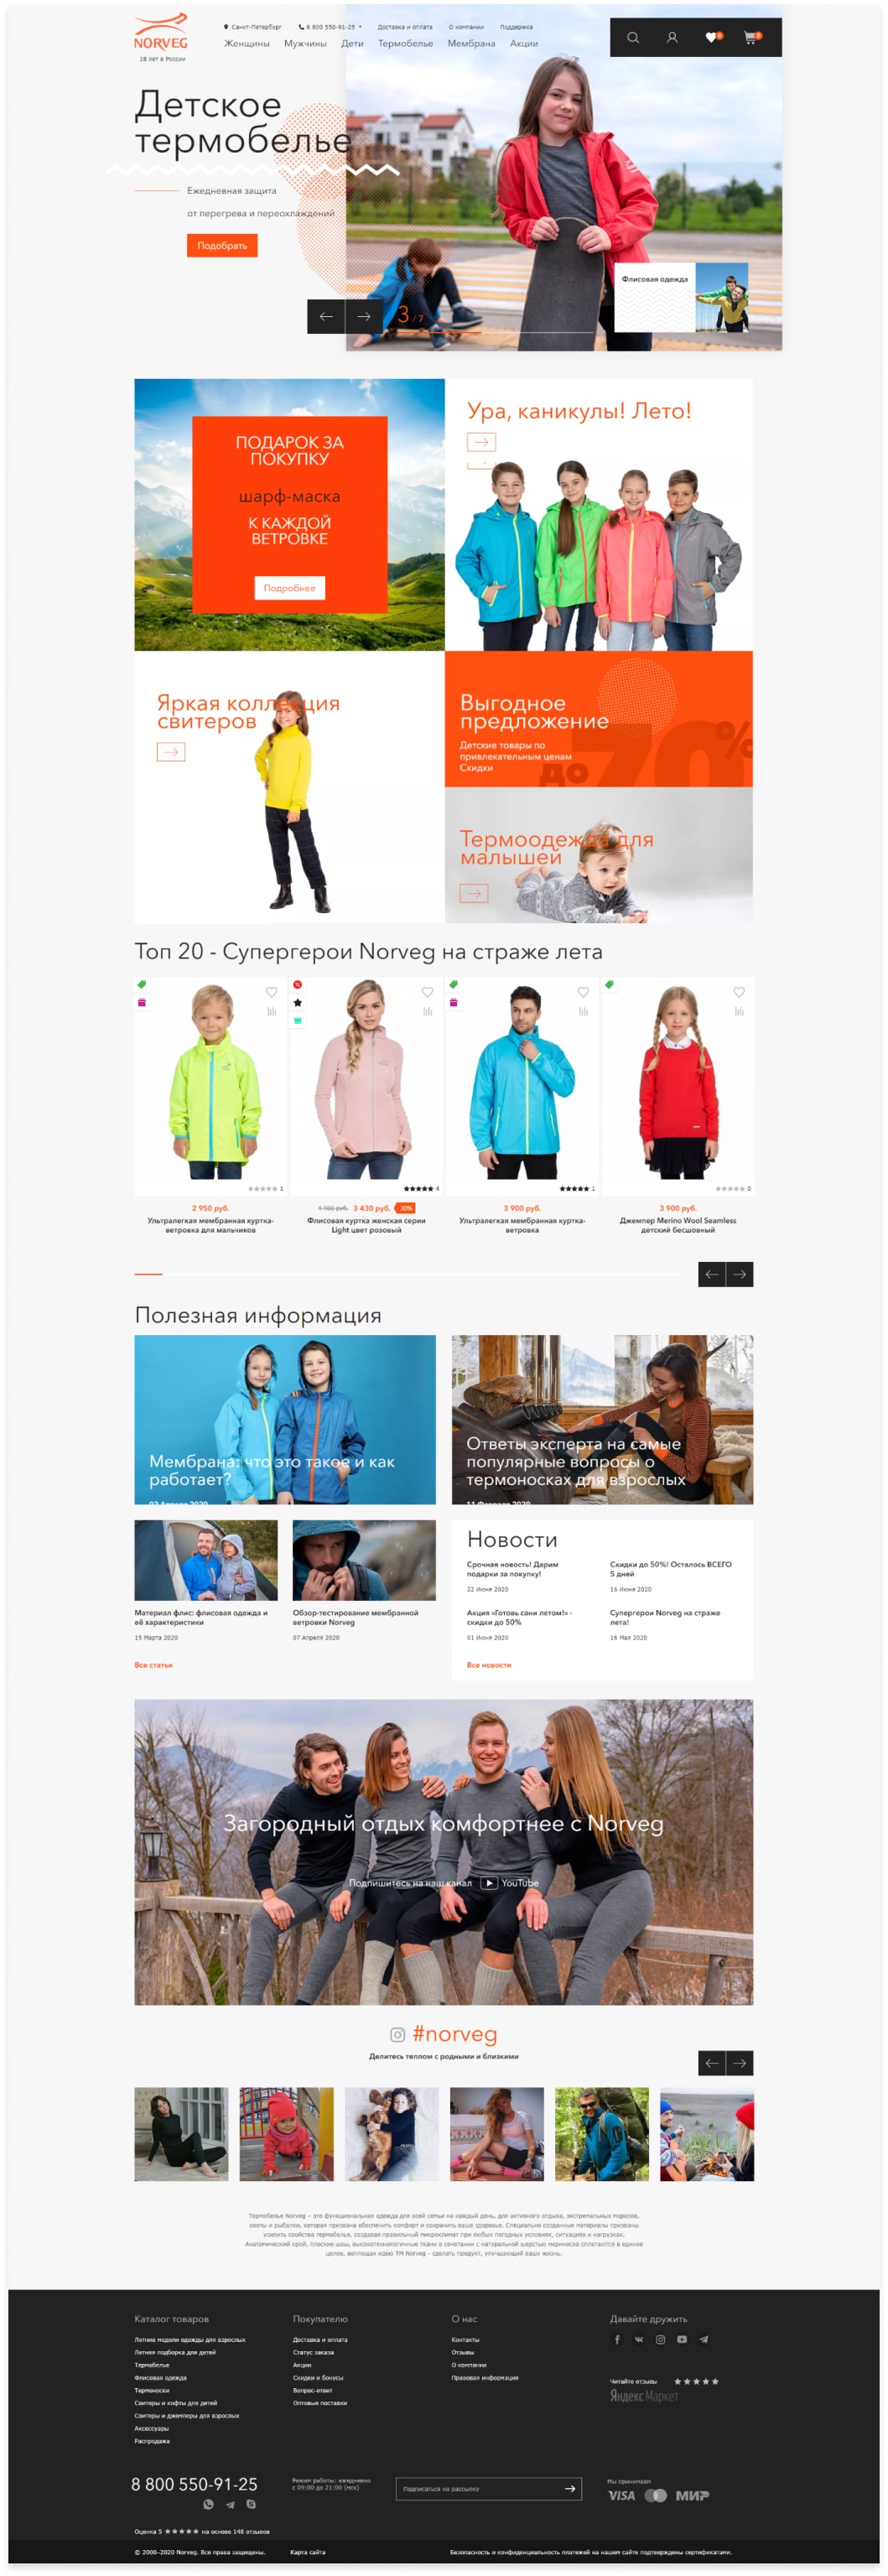 NORVEG
18 лет в России
Санкт-Петербург
8 800 550-91-25
Доставка и оплата
О компании
Поддержка
Женщины
Мужчины
Дети
Термобелье
Мембрана
Акции
0
0
Детское
термобелье
Ежедневная защита
от перегрева и переохлаждений
Подобрать
3 / 7
Флисовая одежда
ПОДАРОК ЗА
ПОКУПКУ
шарф-маска
К КАЖДОЙ
ВЕТРОВКЕ
Подробнее
Ура, каникулы! Лето!
Яркая коллекция
свитеров
Выгодное
предложение
Детские товары по
привлекательным ценам
Скидки
до 70%
Термоодежда для
малышей
Топ 20 - Супергерои Norveg на страже лета
1
2 950 руб.
Ультралегкая мембранная куртка-
ветровка для мальчиков
4
4 900 руб. 3 430 руб. 30%
Флисовая куртка женская серии
Light цвет розовый
1
3 900 руб.
Ультралегкая мембранная куртка-
ветровка
0
3 900 руб.
Джемпер Merino Wool Seamless
детский бесшовный
Полезная информация
Мембрана: что это такое и как
работает?
Ответы эксперта на самые
популярные вопросы о
термоносках для взрослых
Материал флис: флисовая одежда и
её характеристики
15 Марта 2020
Обзор-тестирование мембранной
ветровки Norveg
07 Апреля 2020
Все статьи
Новости
Срочная новость! Дарим
подарки за покупку!
22 Июня 2020
Скидки до 50%! Осталось ВСЕГО
5 дней
16 Июня 2020
Акция «Готовь сани летом!» -
скидки до 50%
01 Июня 2020
Супергерои Norveg на страже
лета!
16 Мая 2020
Все новости
Загородный отдых комфортнее с Norveg
Подпишитесь на наш канал YouTube
#norveg
Делитесь теплом с родными и близкими
Термобелье Norveg – это функциональная одежда для всей семьи на каждый день, для активного отдыха, экстремальных морозов,
охоты и рыбалки, которая призвана обеспечить комфорт и сохранить ваше здоровье. Специально созданные материалы призваны
усилить свойства термобелья, создавая правильный микроклимат при любых погодных условиях, ситуациях и нагрузках.
Анатомический крой, плоские швы, высокотехнологичные ткани в сочетании с натуральной шерстью мериносов сплетаются в единое
целое, воплощая идею ТМ Norveg - сделать продукт, улучшающий вашу жизнь.
Каталог товаров
Летние модели одежды для взрослых
Летняя подборка для детей
Термобелье
Флисовая одежда
Термоноски
Свитеры и кофты для детей
Свитеры и джемперы для взрослых
Аксессуары
Распродажа
Покупателю
Доставка и оплата
Статус заказа
Акции
Скидки и бонусы
Вопрос-ответ
Оптовые поставки
О нас
Контакты
Отзывы
О компании
Правовая информация
Давайте дружить
Читайте отзывы
Яндекс Маркет
8 800 550-91-25
Режим работы: ежедневно
с 09:00 до 21:00 (мск)
Подписаться на рассылку
Мы принимаем
VISA
МИР
Оценка 5 ★★★★★ на основе 148 отзывов
© 2000–2020 Norveg. Все права защищены.
Карта сайта
Безопасность и конфиденциальность платежей на нашем сайте подтверждены сертификатами.